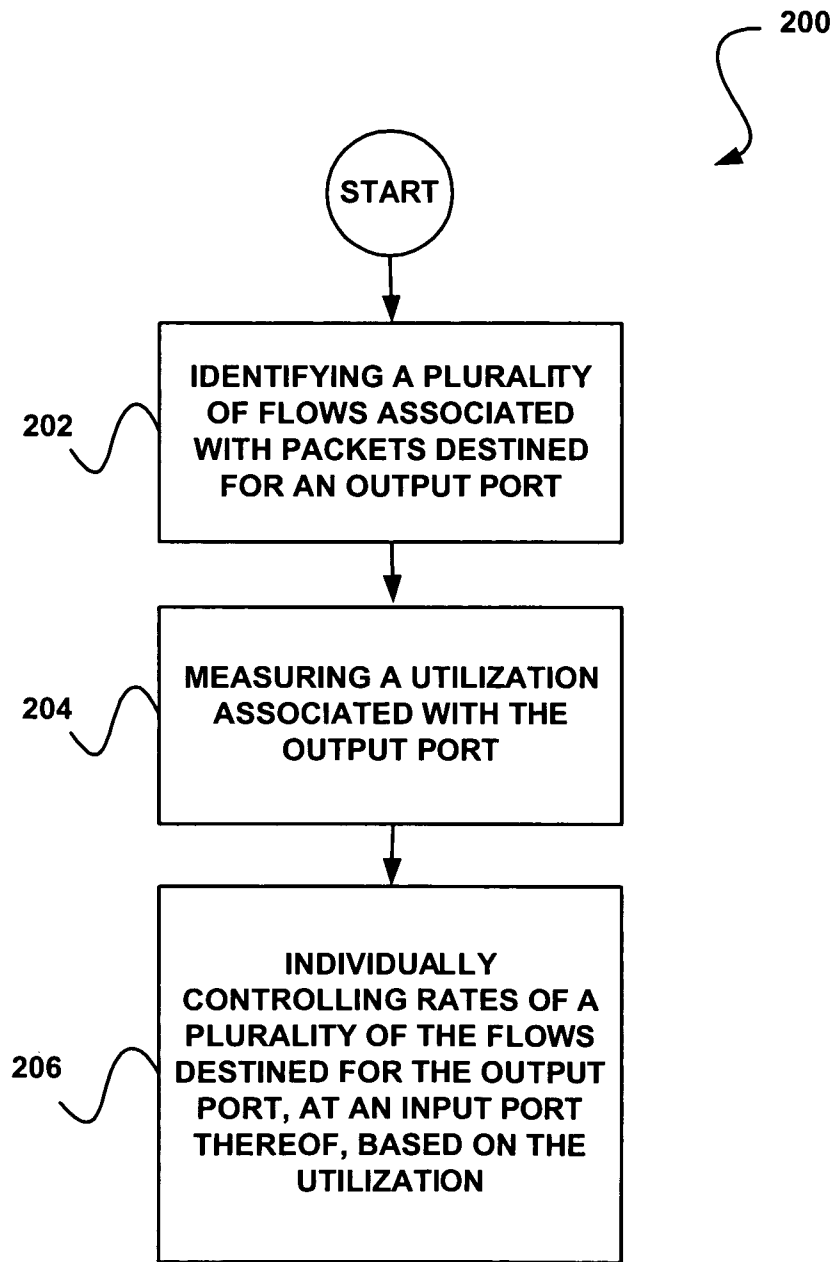 200
START
202
IDENTIFYING A PLURALITY
OF FLOWS ASSOCIATED
WITH PACKETS DESTINED
FOR AN OUTPUT PORT
204
MEASURING A UTILIZATION
ASSOCIATED WITH THE
OUTPUT PORT
206
INDIVIDUALLY
CONTROLLING RATES OF A
PLURALITY OF THE FLOWS
DESTINED FOR THE OUTPUT
PORT, AT AN INPUT PORT
THEREOF, BASED ON THE
UTILIZATION